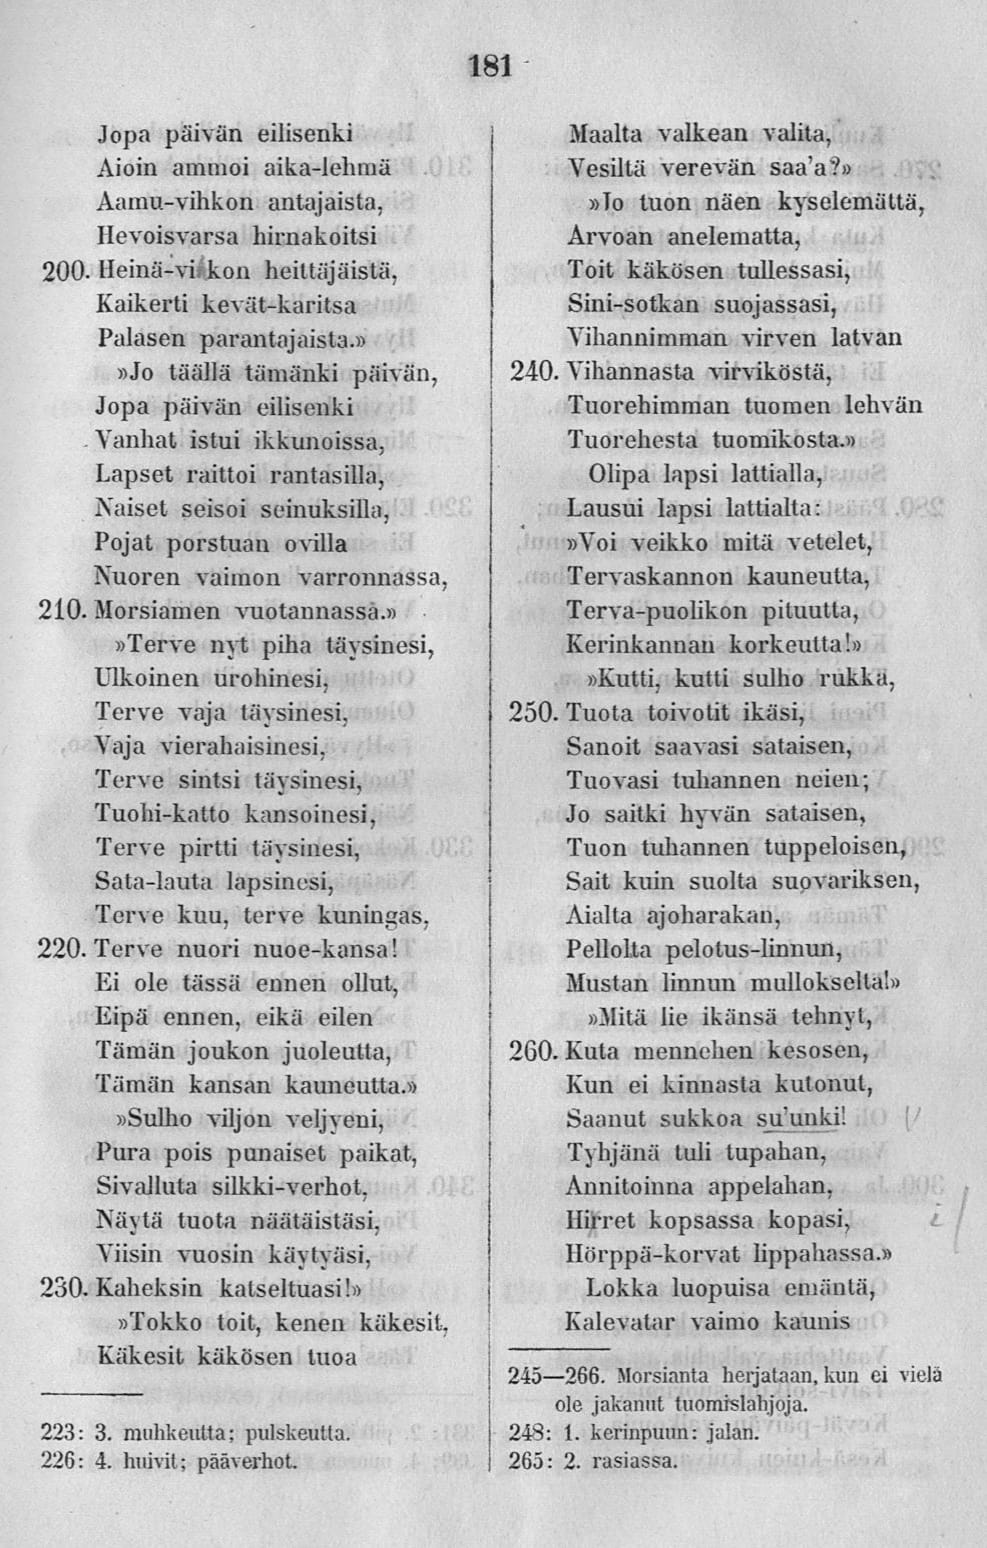 181
Jopa päivän eilisenki
Aioin ammoi aika-lehmä
Aamu-vihkon antajaista,
Hevoisvarsa hirnakoitsi
200. Heinä-vihkon heittäjäistä,
Kaikerti kevät-karitsa
Palasen parantajaista.»
»Jo täällä tämänki päivän,
Jopa päivän eilisenki
Vanhat istui ikkunoissa,
Lapset raittoi rantasilla,
Naiset seisoi seinuksilla,
Pojat porstuan ovilla
Nuoren vaimon varronnassa,
210. Morsiamen vuotannassa.»
»Terve nyt piha täysinesi,
Ulkoinen urohinesi,
Terve vaja täysinesi,
Vaja vierahaisinesi,
Terve sintsi täysinesi,
Tuohi-katto kansoinesi,
Terve pirtti täysinesi,
Sata-lauta lapsinesi,
Terve kuu, terve kuningas,
220. Terve nuori nuoe-kansa!
Ei ole tässä ennen ollut,
Eipä ennen, eikä eilen
Tämän joukon juoleutta,
Tämän kansan kauneutta.»
»Sulho viljon veljyeni,
Pura pois punaiset paikat,
Sivalluta silkki-verhot,
Näytä tuota näätäistäsi,
Viisin vuosin käytyäsi,
230. Kaheksin katseltuasi!»
»Tokko toit, kenen käkesit,
Käkesit käkösen tuoa
223: 3. muhkeutta; pulskeutta.
226: 4. huivit; pääverhot.
Maalta valkean valita,
Vesiltä verevän saa'a?»
»Jo tuon näen kyselemättä,
Arvoan anelematta,
Toit käkösen tullessasi,
Sini-sotkan suojassasi,
Vihannimman virven latvan
240. Vihannasta virviköstä,
Tuorehimman tuomen lehvän
Tuorehesta tuomikosta.»
Olipa lapsi lattialla,
Lausui lapsi lattialta:
»Voi veikko mitä vetelet,
Tervaskannon kauneutta,
Terva-puolikon pituutta,
Kerinkannan korkeutta!»
»Kutti, kutti sulho rukka,
250. Tuota toivotit ikäsi,
Sanoit saavasi sataisen,
Tuovasi tuhannen neien;
Jo saitki hyvän sataisen,
Tuon tuhannen tuppeloisen,
Sait kuin suolta suovariksen,
Aialta ajoharakan,
Pellolta pelotus-linnun,
Mustan linnun mullokselta!»
»Mitä lie ikänsä tehnyt,
260. Kuta mennehen kesosen,
Kun ei kinnasta kutonut,
Saanut sukkoa su'unki!
Tyhjänä tuli tupahan,
Annitoinna appelahan,
Hirret kopsassa kopasi, i/
Hörppä-korvat lippahassa.»
Lokka luopuisa emäntä,
Kalevatar vaimo kaunis
245—266. Morsianta herjataan, kun ei vielä
ole jakanut tuomislahjoja.
248: 1. kerinpuun: jalan.
265: 2. rasiassa.